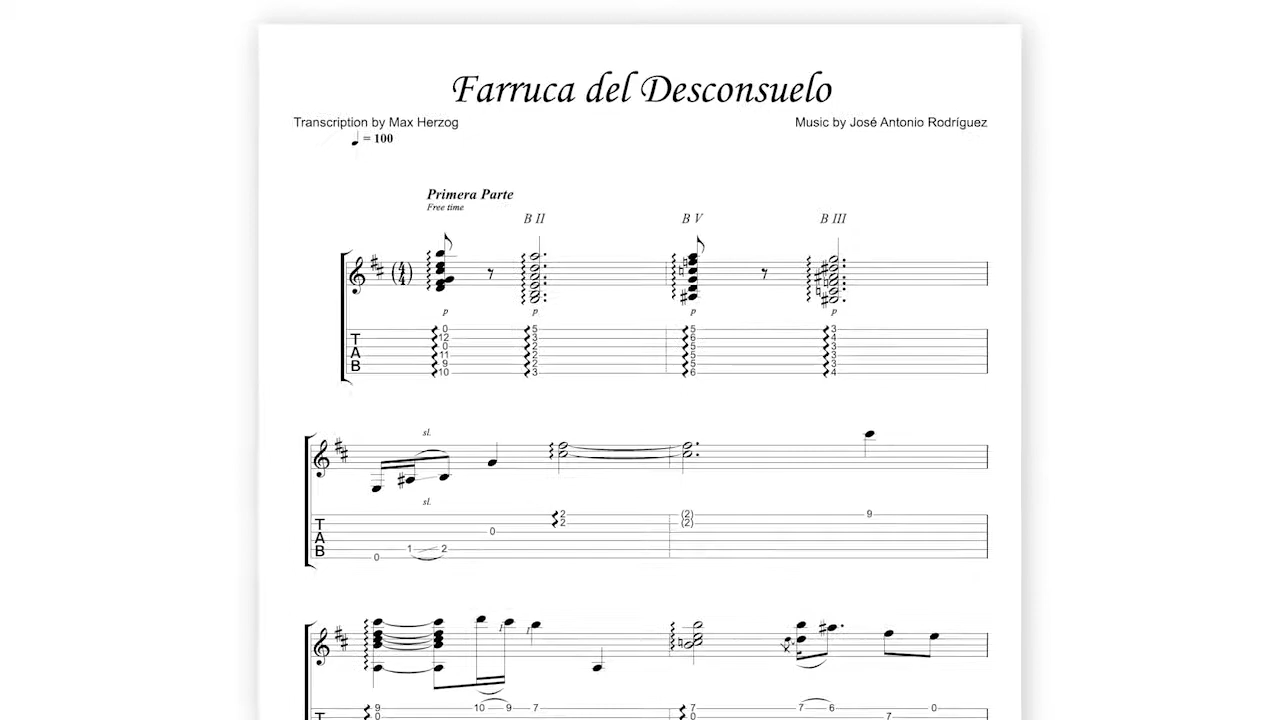 Farruca del Desconsuelo
Transcription by Max Herzog
Music by José Antonio Rodríguez
= 100
Primera Parte
Free time
B II
B V
B III
p p p p
T A B
0 5 5 3
12 3 6 4
0 2 5 3
11 2 5 3
9 2 5 3
10 3 6 4
sl.
sl.
T A B
2 (2) 9
2 (2)
0
1 2
0
9 10 9 7 7 7 6 0
0 0 7